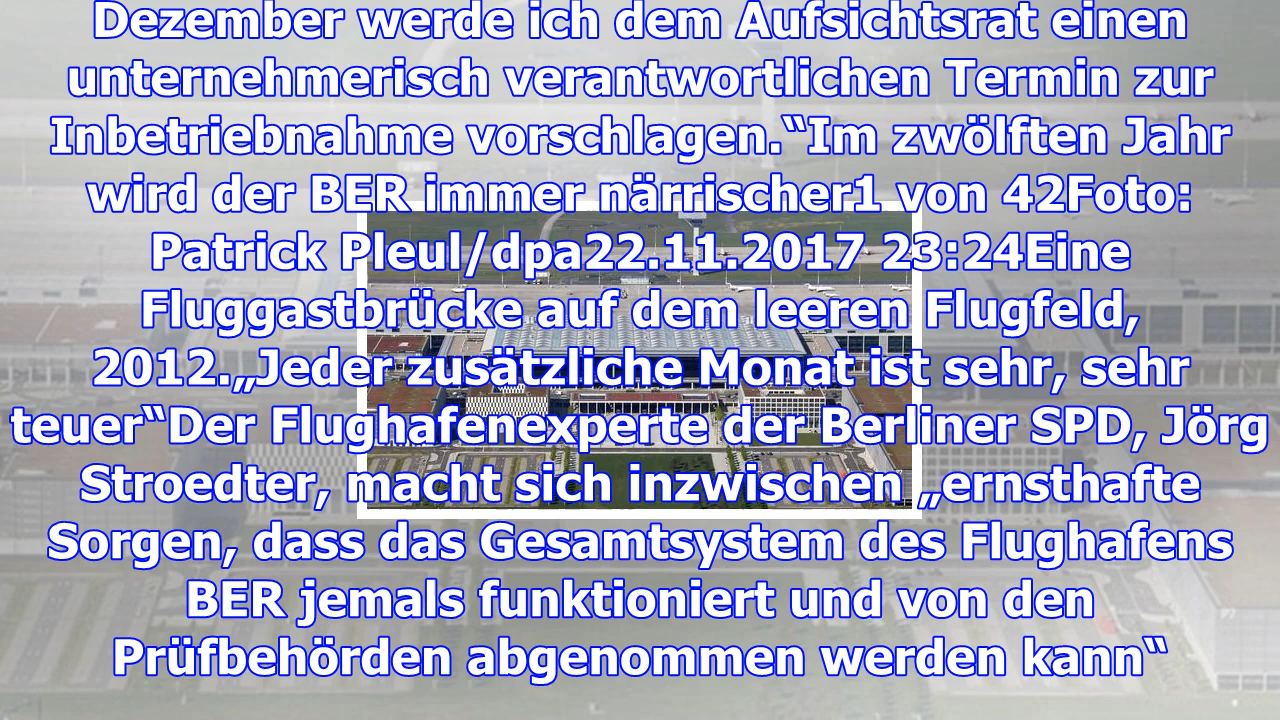 Dezember werde ich dem Aufsichtsrat einen
unternehmerisch verantwortlichen Termin zur
Inbetriebnahme vorschlagen.“Im zwölften Jahr
wird der BER immer närrischer1 von 42Foto:
Patrick Pleul/dpa22.11.2017 23:24Eine
Fluggastbrücke auf dem leeren Flugfeld,
2012.„Jeder zusätzliche Monat ist sehr, sehr
teuer“Der Flughafenexperte der Berliner SPD, Jörg
Stroedter, macht sich inzwischen „ernsthafte
Sorgen, dass das Gesamtsystem des Flughafens
BER jemals funktioniert und von den
Prüfbehörden abgenommen werden kann“